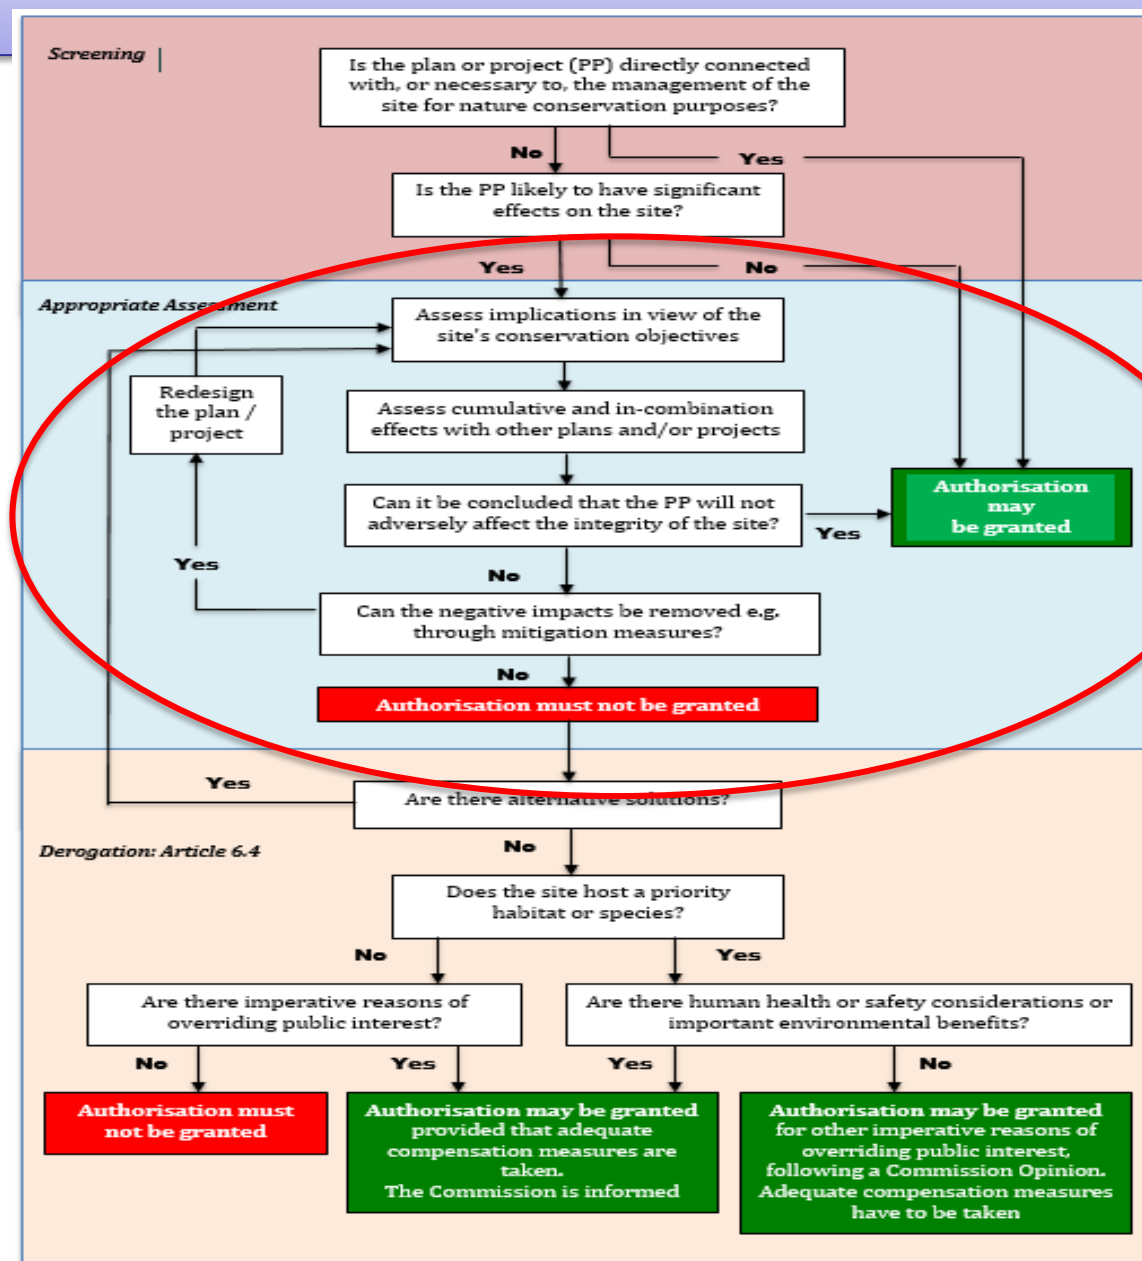 Screening
Is the plan or project (PP) directly connected
with, or necessary to, the management of the
site for nature conservation purposes?
No
Yes
Is the PP likely to have significant
effects on the site?
Yes
No
Appropriate Assessment
Assess implications in view of the
site's conservation objectives
Redesign
the plan /
project
Assess cumulative and in-combination
effects with other plans and/or projects
Can it be concluded that the PP will not
adversely affect the integrity of the site?
Yes
Authorisation
may
be granted
Yes
No
Can the negative impacts be removed e.g.
through mitigation measures?
No
Authorisation must not be granted
Yes
Are there alternative solutions?
Derogation: Article 6.4
No
Does the site host a priority
habitat or species?
No
Yes
Are there imperative reasons of
overriding public interest?
Are there human health or safety considerations or
important environmental benefits?
No
Yes
Yes
No
Authorisation must
not be granted
Authorisation may be granted
provided that adequate
compensation measures are
taken.
The Commission is informed
Authorisation may be granted
for other imperative reasons of
overriding public interest,
following a Commission Opinion.
Adequate compensation measures
have to be taken